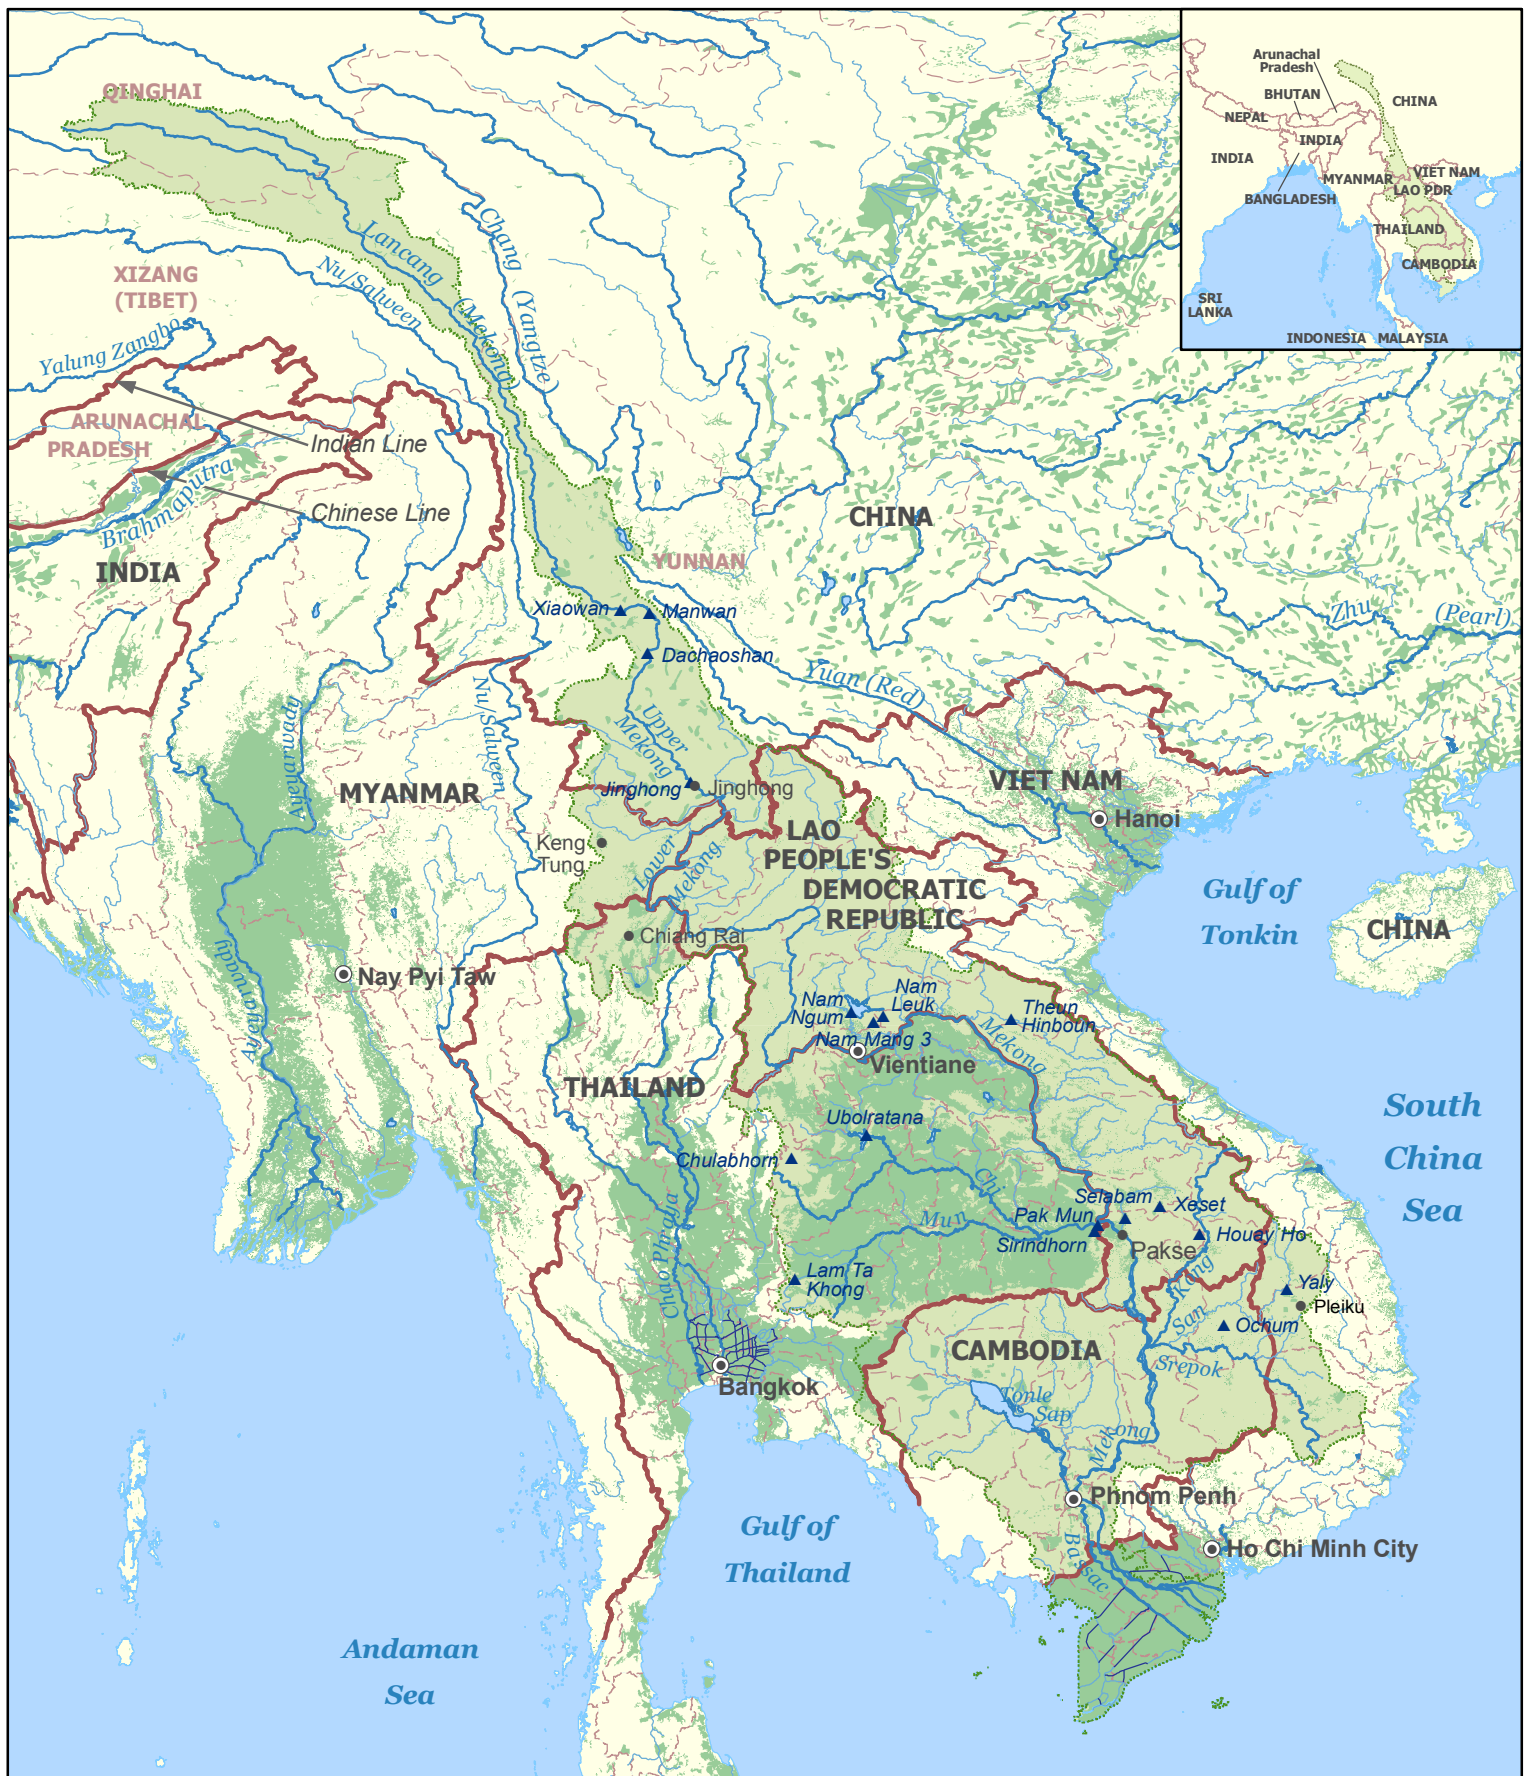 QINGHAI
Lancang
(Mekong)
Chang
(Yangtze)
Nu/Salween
XIZANG
(TIBET)
Yalung Zangbo
ARUNACHAL
PRADESH
Indian Line
Brahmaputra
Chinese Line
INDIA
CHINA
YUNNAN
Xiaowan
Manwan
Dachaoshan
Zhu
(Pearl)
Yuan (Red)
Nu/Salween
Upper
Mekong
Ayeyarwady
MYANMAR
Jinghong
Jinghong
VIET NAM
Hanoi
Keng
Tung
Lower
Mekong
LAO
PEOPLE'S
DEMOCRATIC
REPUBLIC
Gulf of
Tonkin
CHINA
Chiang Rai
Nay Pyi Taw
Ayeyarwady
Nam
Ngum
Nam
Leuk
Nam Mang 3
Theun
Hinboun
Mekong
Vientiane
THAILAND
Ubolratana
Chulabhorn
Chi
Mun
Selabam
Xeset
Pak Mun
Sirindhorn
Houay Ho
Pakse
South
China
Sea
Chao Phraya
Lam Ta
Khong
Kong
San
Yaly
Pleiku
Ochum
Srepok
CAMBODIA
Bangkok
Tonle
Sap
Mekong
Phnom Penh
Bassac
Ho Chi Minh City
Gulf of
Thailand
Andaman
Sea
Arunachal
Pradesh
BHUTAN
CHINA
NEPAL
INDIA
INDIA
BANGLADESH
MYANMAR
VIET NAM
LAO PDR
THAILAND
CAMBODIA
SRI
LANKA
INDONESIA
MALAYSIA